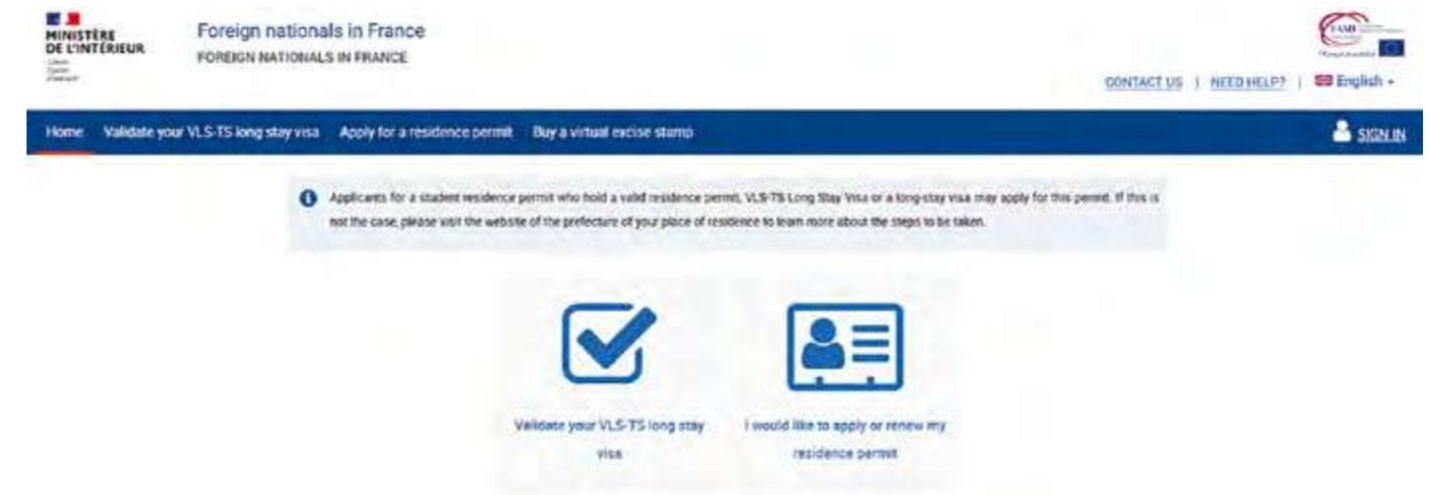 MINISTÈRE
DE L'INTÉRIEUR
Foreign nationals in France
FOREIGN NATIONALS IN FRANCE
FAMI
CONTACT US | NEED HELP? | English
Home Validate your VLS-TS long stay visa Apply for a residence permit Buy a virtual excise stamp SIGN IN
Applicants for a student residence permit who hold a valid residence permit, VLS-TS Long Stay Visa or a long-stay visa may apply for this permit. If this is
not the case, please visit the website of the prefecture of your place of residence to learn more about the steps to be taken.
Validate your VLS-TS long stay
visa
I would like to apply or renew my
residence permit